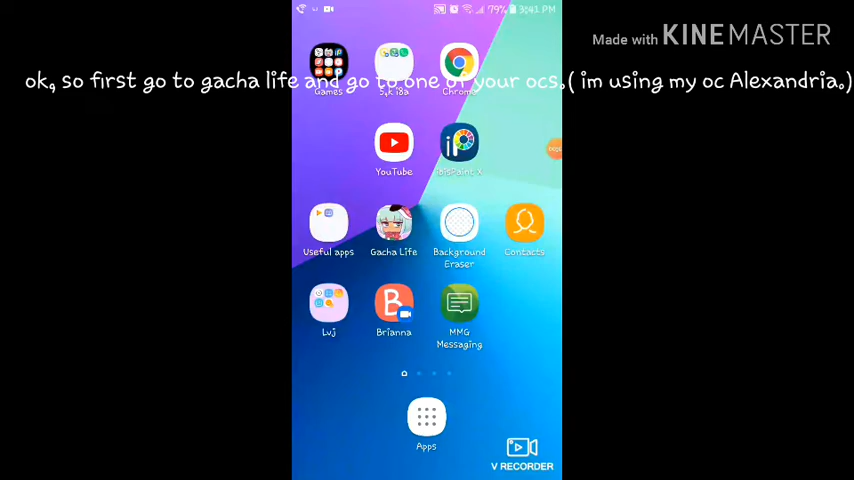 79% 3:41 PM
Made with KINEMASTER
ok, so first go to gacha life and go to one of your ocs.( im using my oc Alexandria.)
Games
Chrome
YouTube
ibisPaint X
Useful apps
Gacha Life
Background
Eraser
Contacts
Lvj
B
Brianna
MMG
Messaging
Apps
V RECORDER